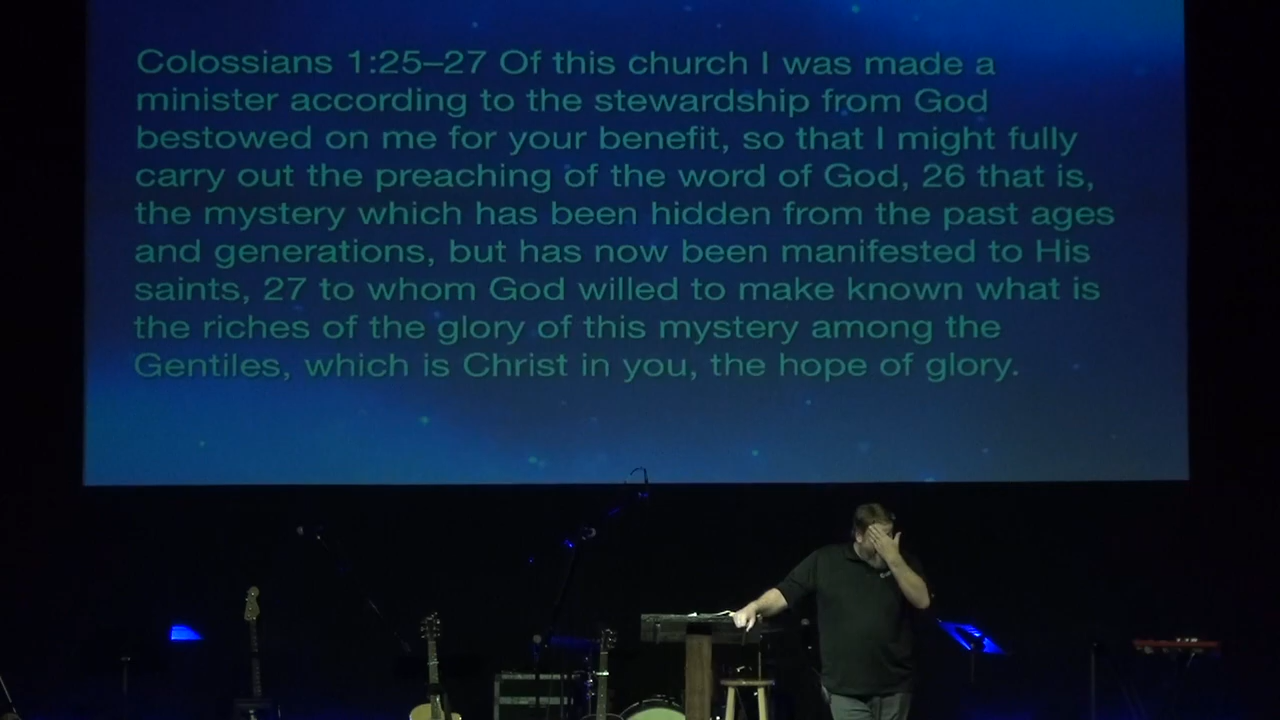 Colossians 1:25–27 Of this church I was made a
minister according to the stewardship from God
bestowed on me for your benefit, so that I might fully
carry out the preaching of the word of God, 26 that is,
the mystery which has been hidden from the past ages
and generations, but has now been manifested to His
saints, 27 to whom God willed to make known what is
the riches of the glory of this mystery among the
Gentiles, which is Christ in you, the hope of glory.